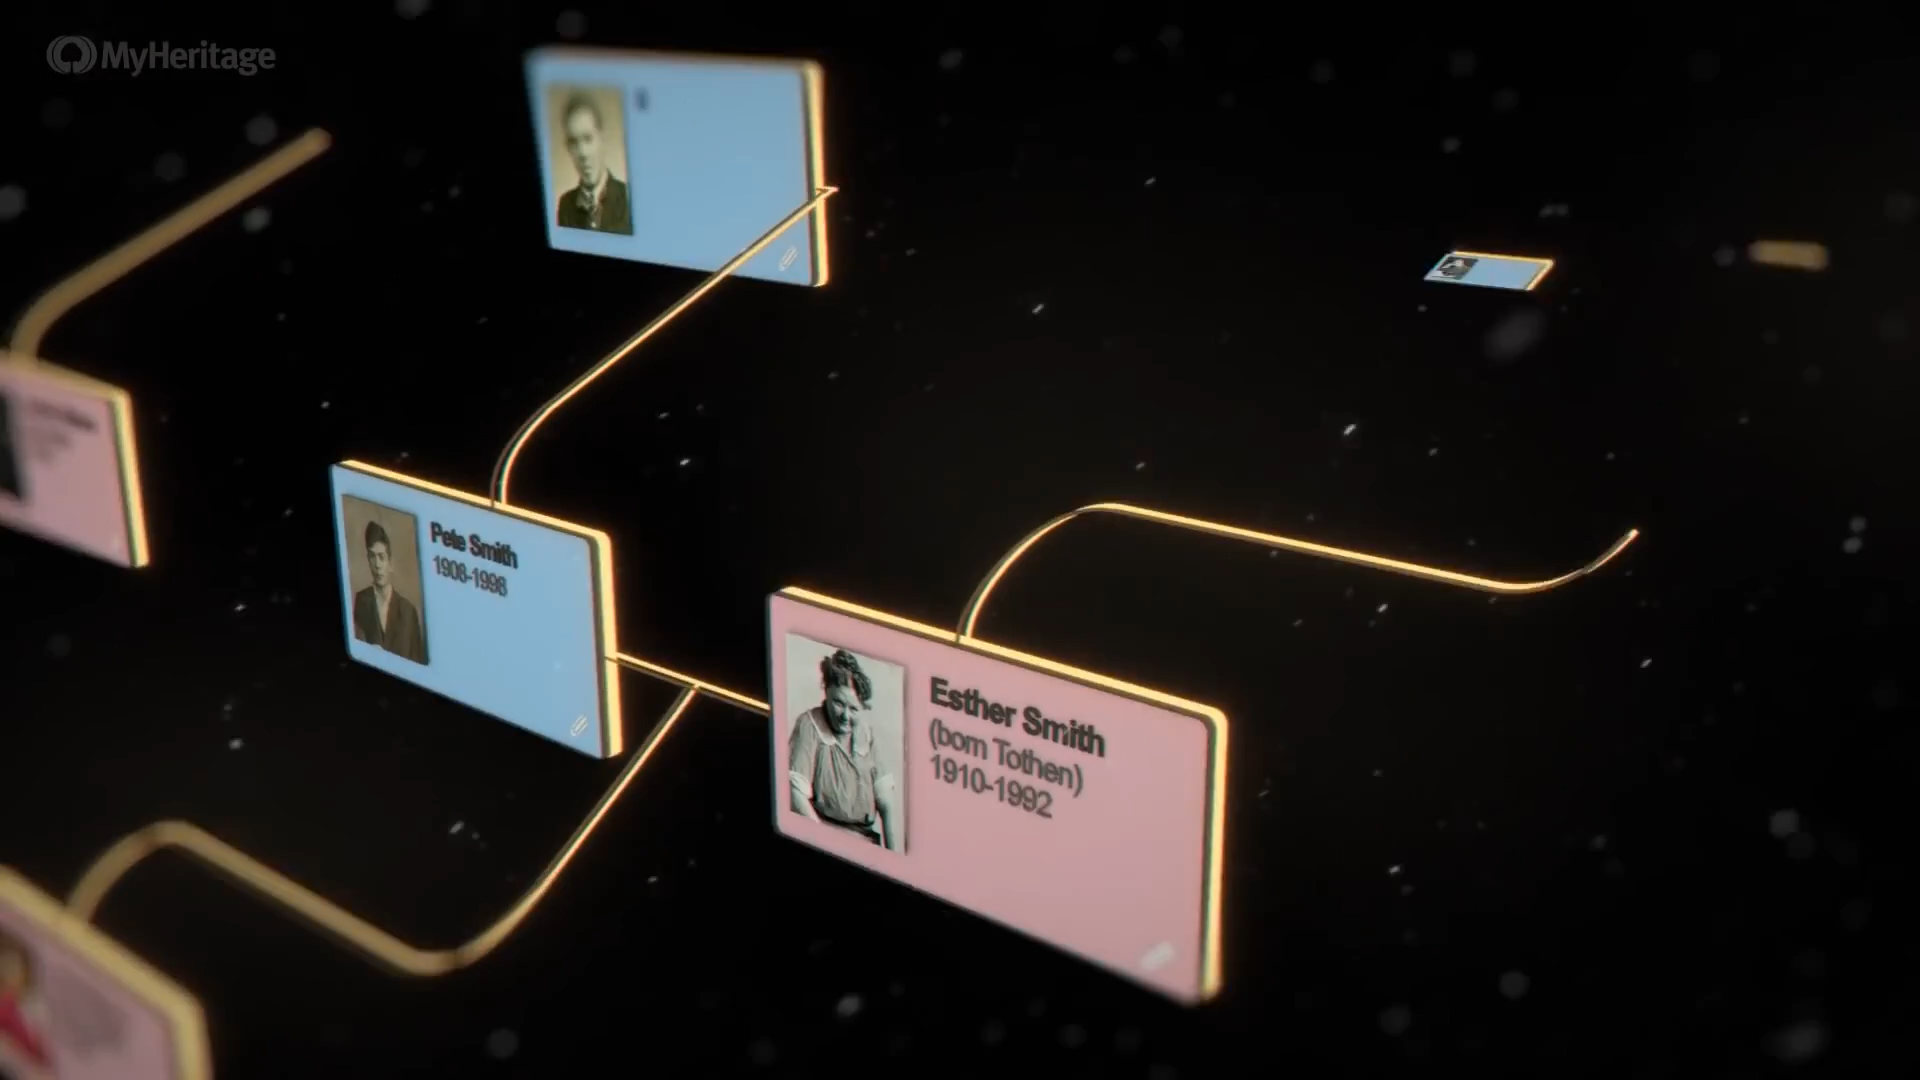 MyHeritage
Pete Smith
1908-1998
Esther Smith
(born Tothen)
1910-1992